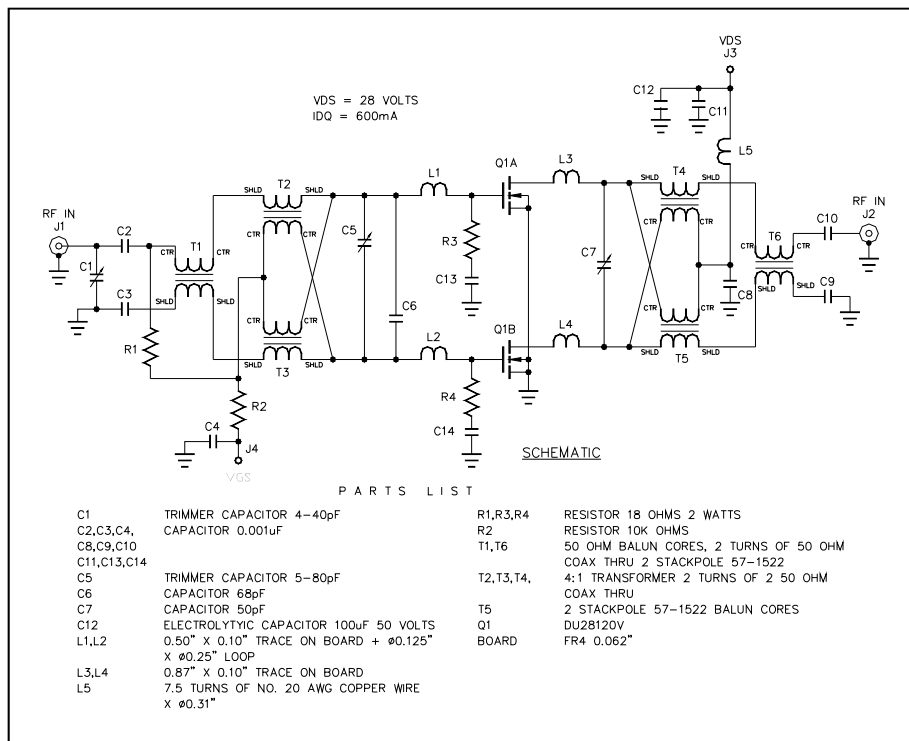 VDS
J3
VDS = 28 VOLTS
IDQ = 600mA
C12
C11
L5
Q1A
L3
L1
T4
T2
SHLD
SHLD
SHLD
SHLD
RF IN
J1
RF IN
J2
C10
C2
T1
CTR
CTR
CTR
C5
R3
C7
CTR
CTR
T6
CTR
C1
C13
C8
C9
C3
SHLD
SHLD
CTR
CTR
C6
Q1B
CTR
CTR
SHLD
SHLD
R1
L2
L4
SHLD
SHLD
SHLD
SHLD
T3
T5
R2
R4
C4
C14
J4
VGS
SCHEMATIC
PARTS LIST
C1 TRIMMER CAPACITOR 4-40pF
C2,C3,C4, CAPACITOR 0.001uF
C8,C9,C10
C11,C13,C14
C5 TRIMMER CAPACITOR 5-80pF
C6 CAPACITOR 68pF
C7 CAPACITOR 50pF
C12 ELECTROLYTYIC CAPACITOR 100uF 50 VOLTS
L1,L2 0.50" X 0.10" TRACE ON BOARD + ø0.125"
X ø0.25" LOOP
L3,L4 0.87" X 0.10" TRACE ON BOARD
L5 7.5 TURNS OF NO. 20 AWG COPPER WIRE
X ø0.31"
R1,R3,R4 RESISTOR 18 OHMS 2 WATTS
R2 RESISTOR 10K OHMS
T1,T6 50 OHM BALUN CORES, 2 TURNS OF 50 OHM
COAX THRU 2 STACKPOLE 57-1522
T2,T3,T4, 4:1 TRANSFORMER 2 TURNS OF 2 50 OHM
COAX THRU
T5 2 STACKPOLE 57-1522 BALUN CORES
Q1 DU28120V
BOARD FR4 0.062"